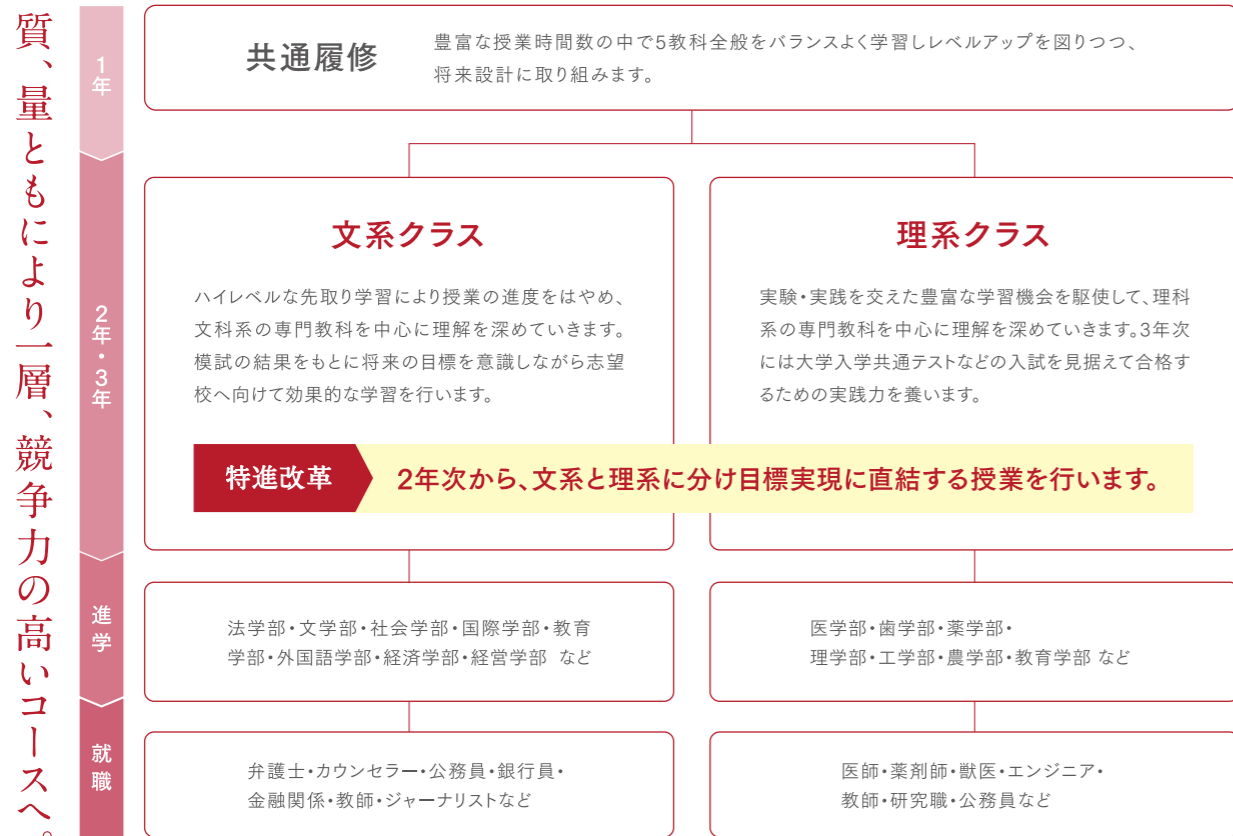 質、量ともにより一層、競争力の高いコースへ。
1年
共通履修
豊富な授業時間数の中で5教科全般をバランスよく学習しレベルアップを図りつつ、
将来設計に取り組みます。
2年・3年
文系クラス
ハイレベルな先取り学習により授業の進度をはやめ、
文科系の専門教科を中心に理解を深めていきます。
模試の結果をもとに将来の目標を意識しながら志望
校へ向けて効果的な学習を行います。
理系クラス
実験・実践を交えた豊富な学習機会を駆使して、理科
系の専門教科を中心に理解を深めていきます。3年次
には大学入学共通テストなどの入試を見据えて合格す
るための実践力を養います。
特進改革
2年次から、文系と理系に分け目標実現に直結する授業を行います。
進学
法学部・文学部・社会学部・国際学部・教育
学部・外国語学部・経済学部・経営学部 など
医学部・歯学部・薬学部・
理学部・工学部・農学部・教育学部 など
就職
弁護士・カウンセラー・公務員・銀行員・
金融関係・教師・ジャーナリストなど
医師・薬剤師・獣医・エンジニア・
教師・研究職・公務員など